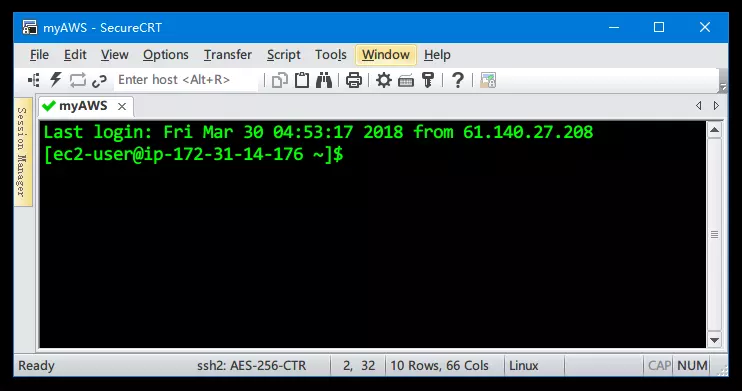 myAWS - SecureCRT
File Edit View Options Transfer Script Tools Window Help
Enter host <Alt+R>
Session Manager
myAWS
Last login: Fri Mar 30 04:53:17 2018 from 61.140.27.208
[ec2-user@ip-172-31-14-176 ~]$
Ready ssh2: AES-256-CTR 2, 32 10 Rows, 66 Cols Linux CAP NUM